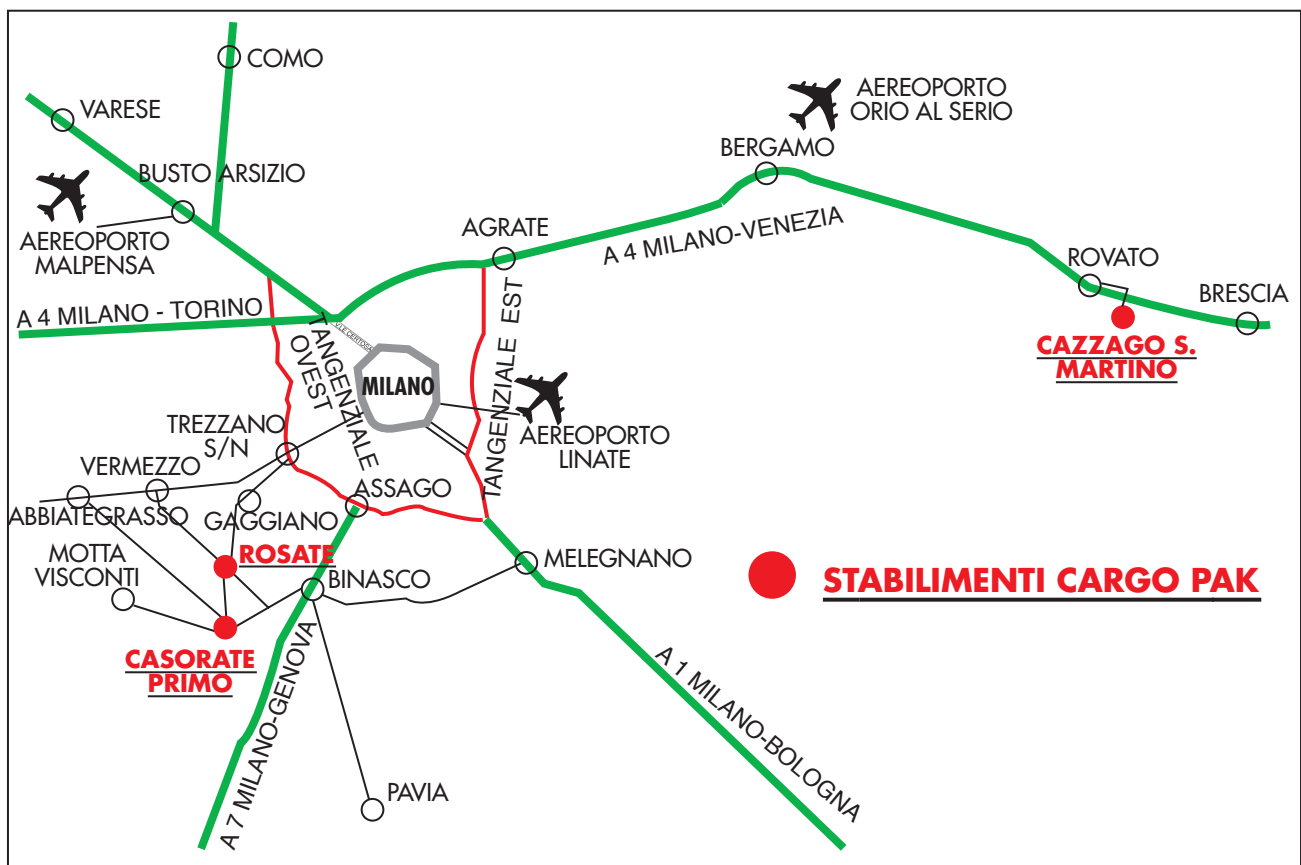 COMO
VARESE
AEREOPORTO
ORIO AL SERIO
BERGAMO
BUSTO ARSIZIO
AGRATE
A 4 MILANO-VENEZIA
AEREOPORTO
MALPENSA
ROVATO
BRESCIA
A 4 MILANO - TORINO
V.LE CERTOSA
CAZZAGO S.
MARTINO
TANGENZIALE
OVEST
MILANO
TANGENZIALE EST
TREZZANO
S/N
AEREOPORTO
LINATE
VERMEZZO
ASSAGO
ABBIATEGRASSO
GAGGIANO
MOTTA
VISCONTI
ROSATE
BINASCO
MELEGNANO
STABILIMENTI CARGO PAK
CASORATE
PRIMO
A 7 MILANO-GENOVA
A 1 MILANO-BOLOGNA
PAVIA